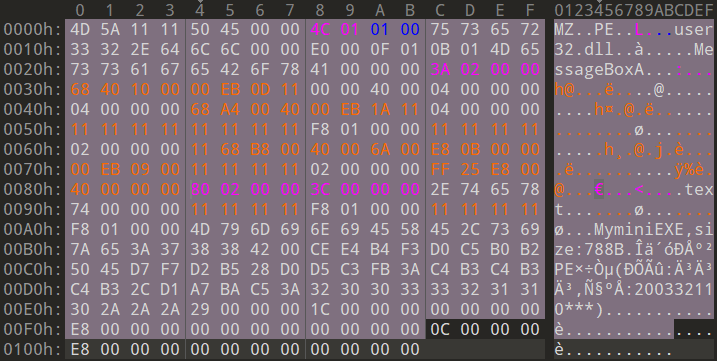 0 1 2 3 4 5 6 7 8 9 A B C D E F 0123456789ABCDEF
0000h: 4D 5A 11 11 50 45 00 00 4C 01 01 00 75 73 65 72 MZ..PE..L...user
0010h: 33 32 2E 64 6C 6C 00 00 E0 00 0F 01 0B 01 4D 65 32.dll..à.....Me
0020h: 73 73 61 67 65 42 6F 78 41 00 00 00 3A 02 00 00 ssageBoxA...:...
0030h: 68 40 10 00 00 EB 0D 11 00 00 40 00 04 00 00 00 h@...ë....@.....
0040h: 04 00 00 00 68 A4 00 40 00 EB 1A 11 04 00 00 00 ....h¤.@.ë......
0050h: 11 11 11 11 11 11 11 11 F8 01 00 00 11 11 11 11 ........ø.......
0060h: 02 00 00 00 11 68 B8 00 40 00 6A 00 E8 0B 00 00 .....h¸.@.j.è...
0070h: 00 EB 09 00 11 11 11 11 02 00 00 00 FF 25 E8 00 .ë..........ÿ%è.
0080h: 40 00 00 00 80 02 00 00 3C 00 00 00 2E 74 65 78 @...€...<....tex
0090h: 74 00 00 00 11 11 11 11 F8 01 00 00 11 11 11 11 t.......ø.......
00A0h: F8 01 00 00 4D 79 6D 69 6E 69 45 58 45 2C 73 69 ø...MyminiEXE,si
00B0h: 7A 65 3A 37 38 38 42 00 CE E4 B4 F3 D0 C5 B0 B2 ze:788B.Îä´óÐÅ°²
00C0h: 50 45 D7 F7 D2 B5 28 D0 D5 C3 FB 3A C4 B3 C4 B3 PE×÷Òµ(ÐÕÃû:Ä³Ä³
00D0h: C4 B3 2C D1 A7 BA C5 3A 32 30 30 33 33 32 31 31 Ä³,Ñ§ºÅ:20033211
00E0h: 30 2A 2A 2A 29 00 00 00 1C 00 00 00 00 00 00 00 0***)...........
00F0h: E8 00 00 00 00 00 00 00 00 00 00 00 0C 00 00 00 è...............
0100h: E8 00 00 00 00 00 00 00 00 00 00 00 è...........